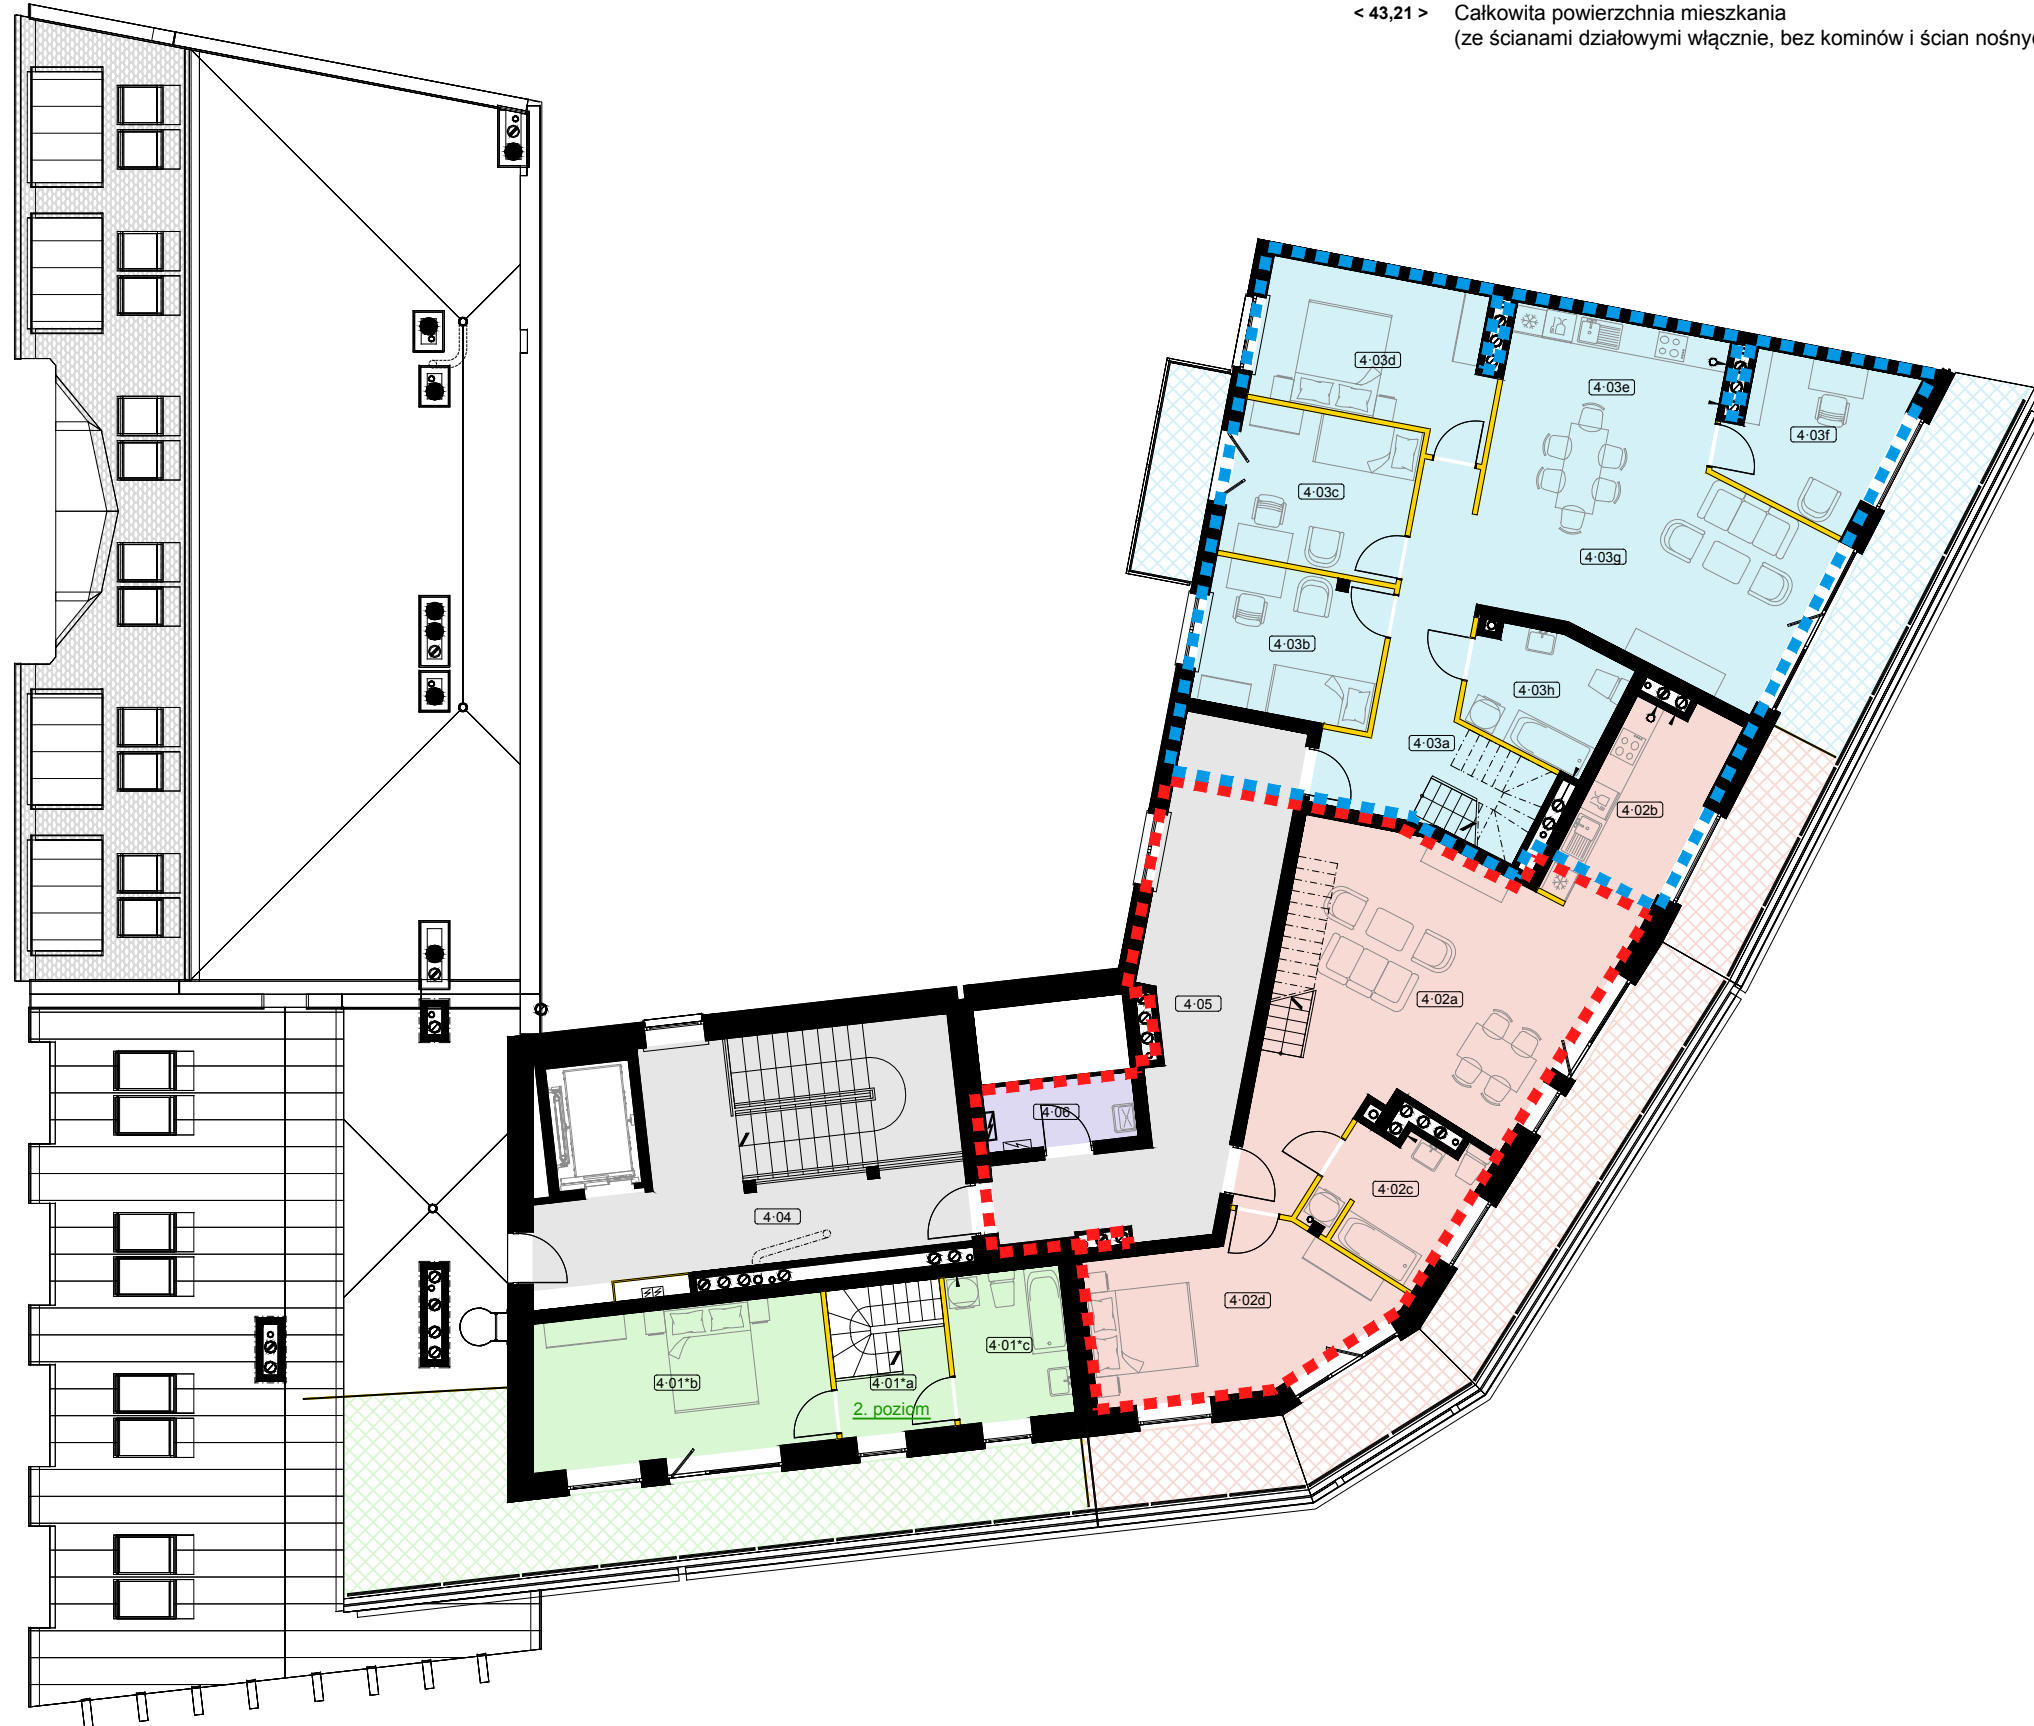 < 43,21 > Całkowita powierzchnia mieszkania
(ze ścianami działowymi włącznie, bez kominów i ścian nośny
4·03d
4·03e
4·03f
4·03c
4·03g
4·03b
4·03h
4·03a
4·02b
4·02a
4·05
4·06
4·02c
4·04
4·02d
4·01*c
4·01*b
4·01*a
2. poziom